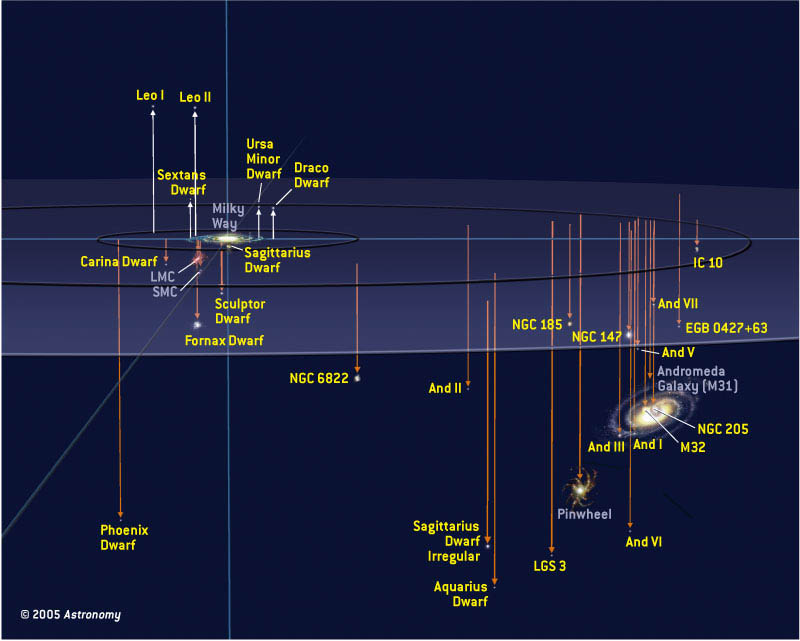 Leo I
Leo II
Ursa
Minor
Dwarf
Draco
Dwarf
Sextans
Dwarf
Milky
Way
Carina Dwarf
LMC
SMC
Sagittarius
Dwarf
IC 10
Sculptor
Dwarf
Fornax Dwarf
And VII
NGC 185
EGB 0427+63
NGC 147
And V
NGC 6822
And II
Andromeda
Galaxy (M31)
NGC 205
And III
And I
M32
Pinwheel
Phoenix
Dwarf
Sagittarius
Dwarf
Irregular
And VI
LGS 3
Aquarius
Dwarf
© 2005 Astronomy